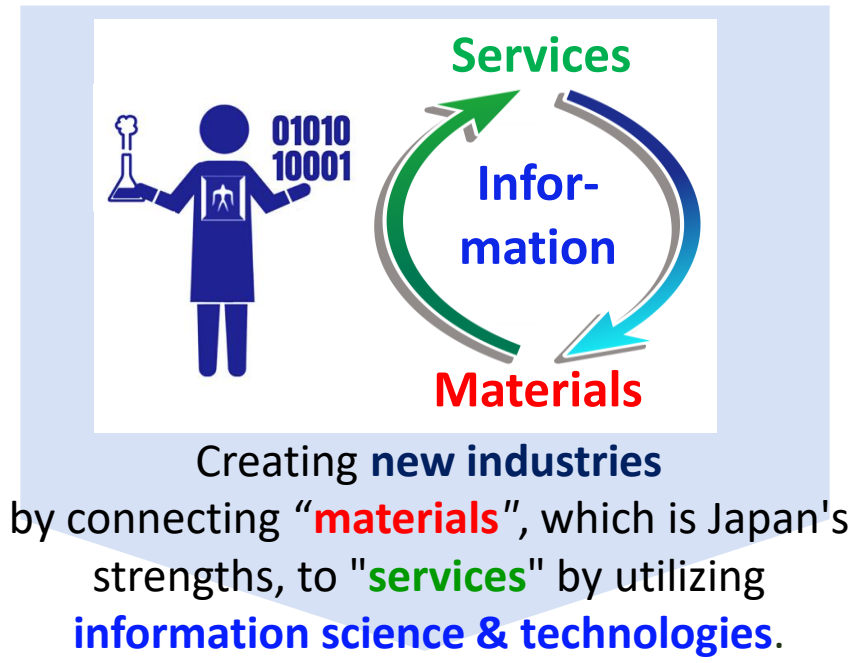 Services
01010
10001
Infor-
mation
Materials
Creating new industries
by connecting “materials", which is Japan's
strengths, to "services" by utilizing
information science & technologies.